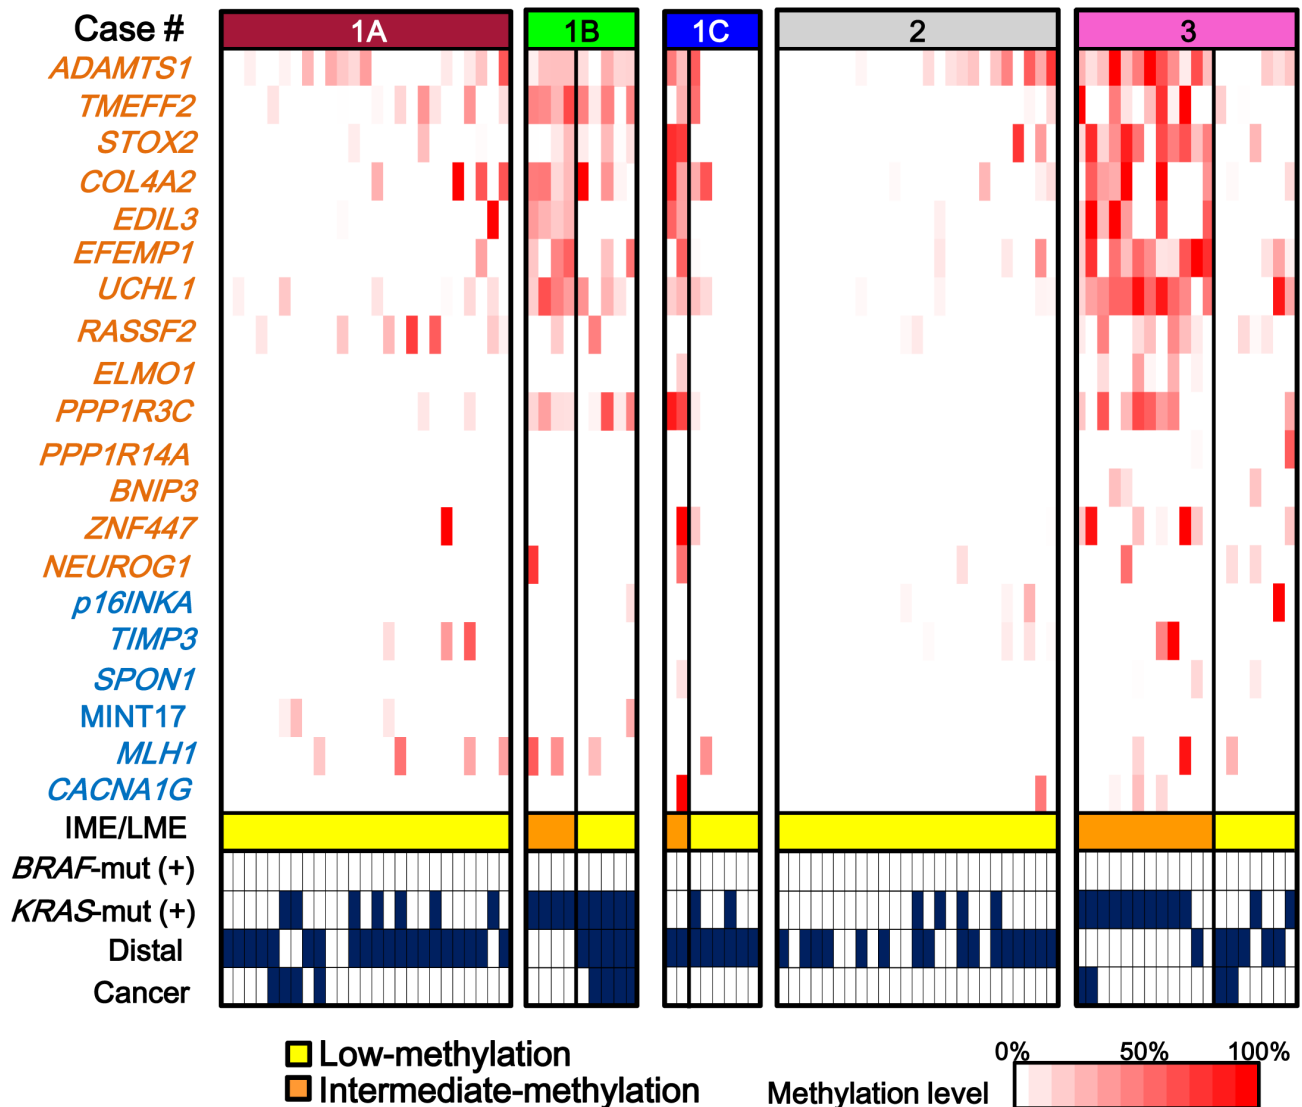 Case # 1A 1B 1C 2 3
ADAMTS1
TMEFF2
STOX2
COL4A2
EDIL3
EFEMP1
UCHL1
RASSF2
ELMO1
PPP1R3C
PPP1R14A
BNIP3
ZNF447
NEUROG1
p16INKA
TIMP3
SPON1
MINT17
MLH1
CACNA1G
IME/LME
BRAF-mut (+)
KRAS-mut (+)
Distal
Cancer
Low-methylation
Intermediate-methylation
0% 50% 100%
Methylation level